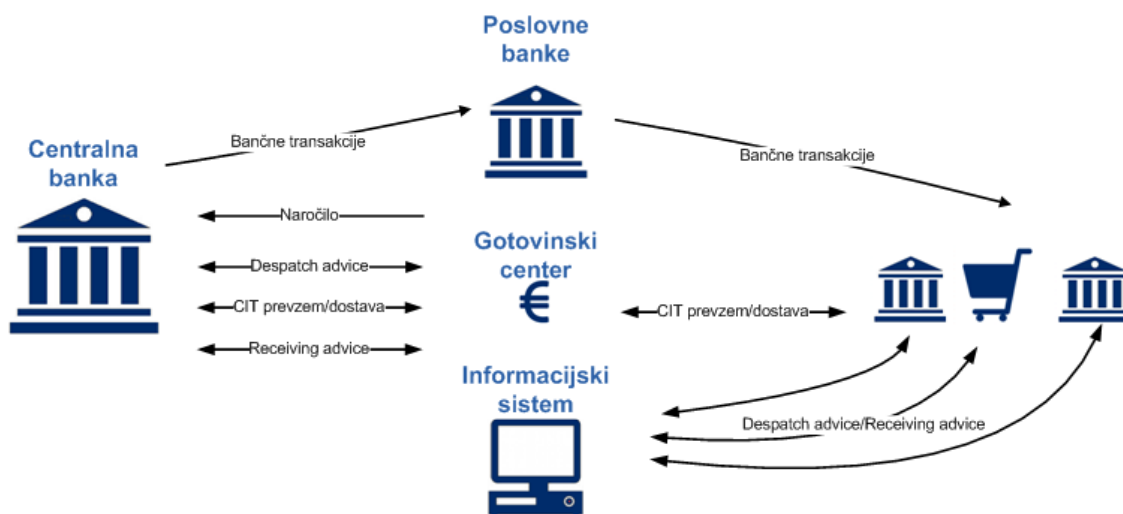 Poslovne
banke
Centralna
banka
Bančne transakcije
Bančne transakcije
Naročilo
Gotovinski
center
Despatch advice
CIT prevzem/dostava
CIT prevzem/dostava
Receiving advice
Informacijski
sistem
Despatch advice/Receiving advice